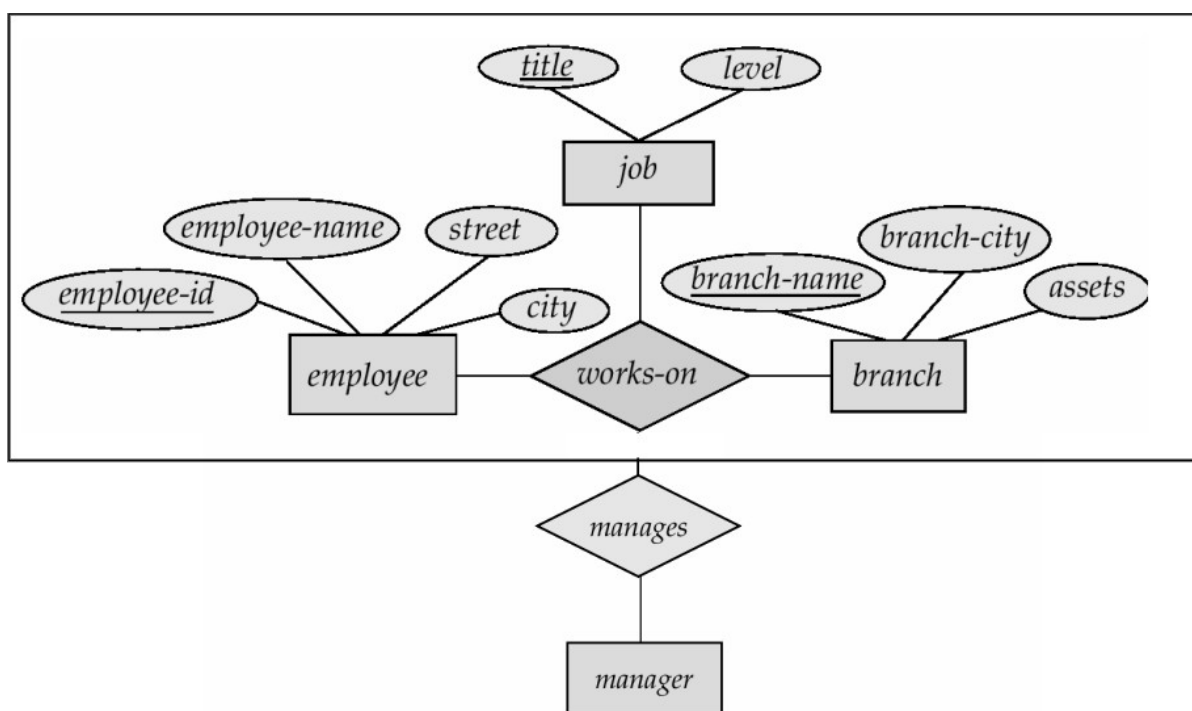 title
level
job
employee-name
street
branch-city
employee-id
branch-name
assets
city
employee
works-on
branch
manages
manager